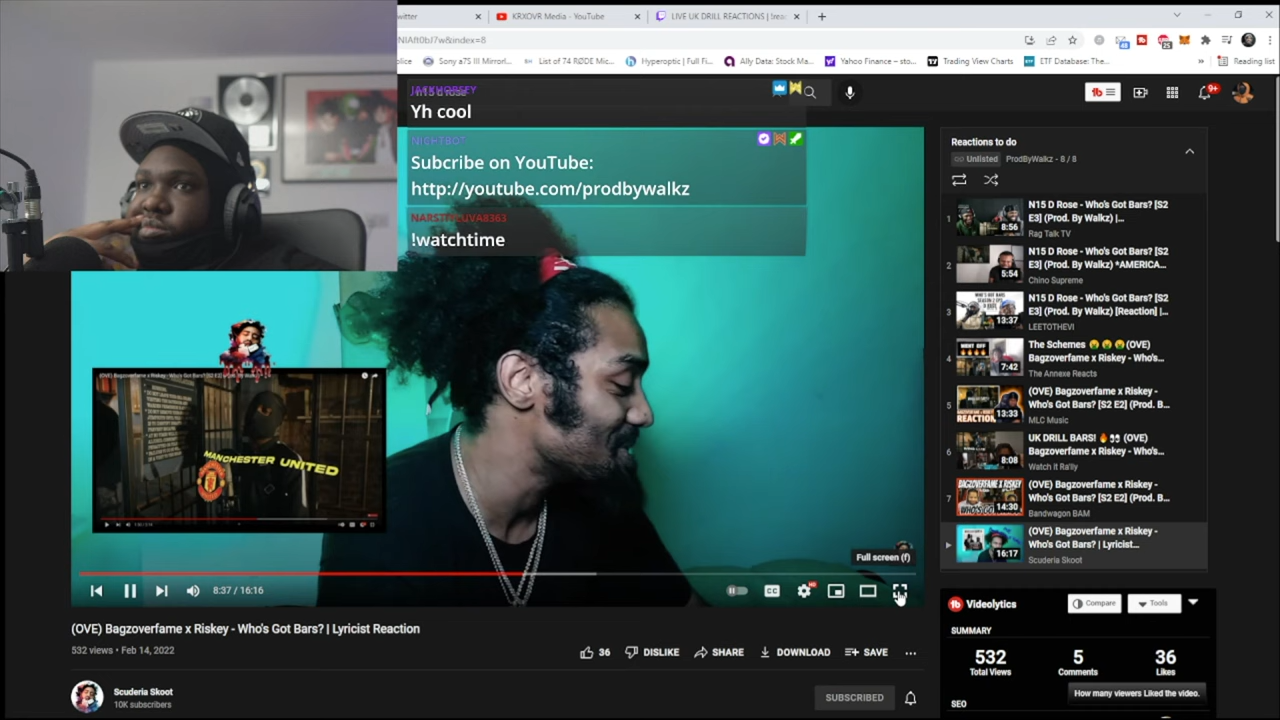 witter
KRXOVR Media - YouTube
LIVE UK DRILL REACTIONS | !reac
NIAft0bJ7w&index=8
olice
Sony a7S III Mirrorl...
List of 74 RØDE Mic...
Hyperoptic | Full Fi...
Ally Data: Stock Ma...
Yahoo Finance – sto...
Trading View Charts
ETF Database: The...
Reading list
Yh cool
NIGHTBOT
Subcribe on YouTube:
http://youtube.com/prodbywalkz
!watchtime
9+
Reactions to do
Unlisted
ProdByWalkz - 8 / 8
1
N15 D Rose - Who's Got Bars? [S2
E3] (Prod. By Walkz) |...
Rag Talk TV
8:56
2
N15 D Rose - Who's Got Bars? [S2
E3] (Prod. By Walkz) *AMERICA...
Chino Supreme
5:54
3
N15 D Rose - Who's Got Bars? [S2
E3] (Prod. By Walkz) [Reaction] |...
LEETOTHEVI
13:37
4
The Schemes 🤑🤑🤑(OVE)
Bagzoverfame x Riskey - Who's...
The Annexe Reacts
7:42
5
(OVE) Bagzoverfame x Riskey -
Who's Got Bars? [S2 E2] (Prod. B...
MLC Music
13:33
6
UK DRILL BARS! 🔥👀 (OVE)
Bagzoverfame x Riskey - Who's...
Watch it Ra'lly
8:08
7
(OVE) Bagzoverfame x Riskey -
Who's Got Bars? [S2 E2] (Prod. B...
Bandwagon BAM
14:30
(OVE) Bagzoverfame x Riskey -
Who's Got Bars? | Lyricist...
Scuderia Skoot
16:17
MANCHESTER UNITED
Full screen (f)
8:37 / 16:16
CC
HD
(OVE) Bagzoverfame x Riskey - Who's Got Bars? | Lyricist Reaction
532 views • Feb 14, 2022
36
DISLIKE
SHARE
DOWNLOAD
SAVE
Scuderia Skoot
10K subscribers
SUBSCRIBED
Videolytics
Compare
Tools
SUMMARY
532
Total Views
5
Comments
36
Likes
How many viewers Liked the video.
SEO